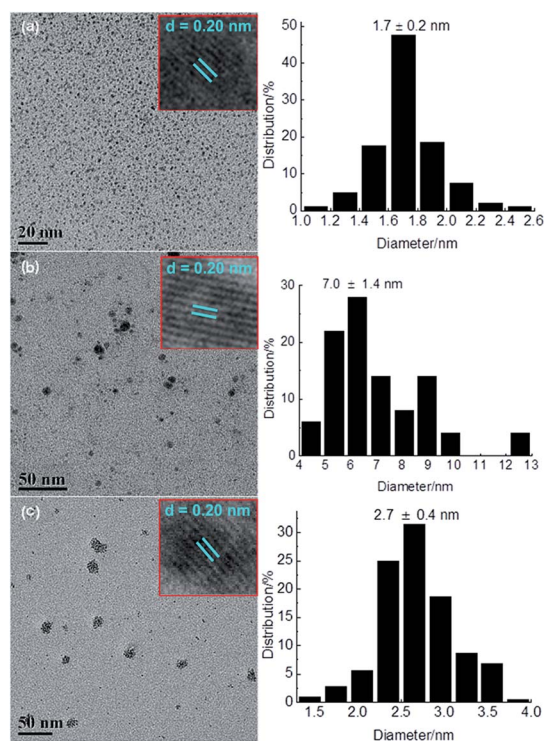 (a)
d = 0.20 nm
20 nm
1.7 ± 0.2 nm
Distribution/%
50
40
30
20
10
0
1.0 1.2 1.4 1.6 1.8 2.0 2.2 2.4 2.6
Diameter/nm
(b)
d = 0.20 nm
50 nm
7.0 ± 1.4 nm
Distribution/%
30
20
10
0
4 5 6 7 8 9 10 11 12 13
Diameter/nm
(c)
d = 0.20 nm
50 nm
2.7 ± 0.4 nm
Distribution/%
30
25
20
15
10
5
0
1.5 2.0 2.5 3.0 3.5 4.0
Diameter/nm